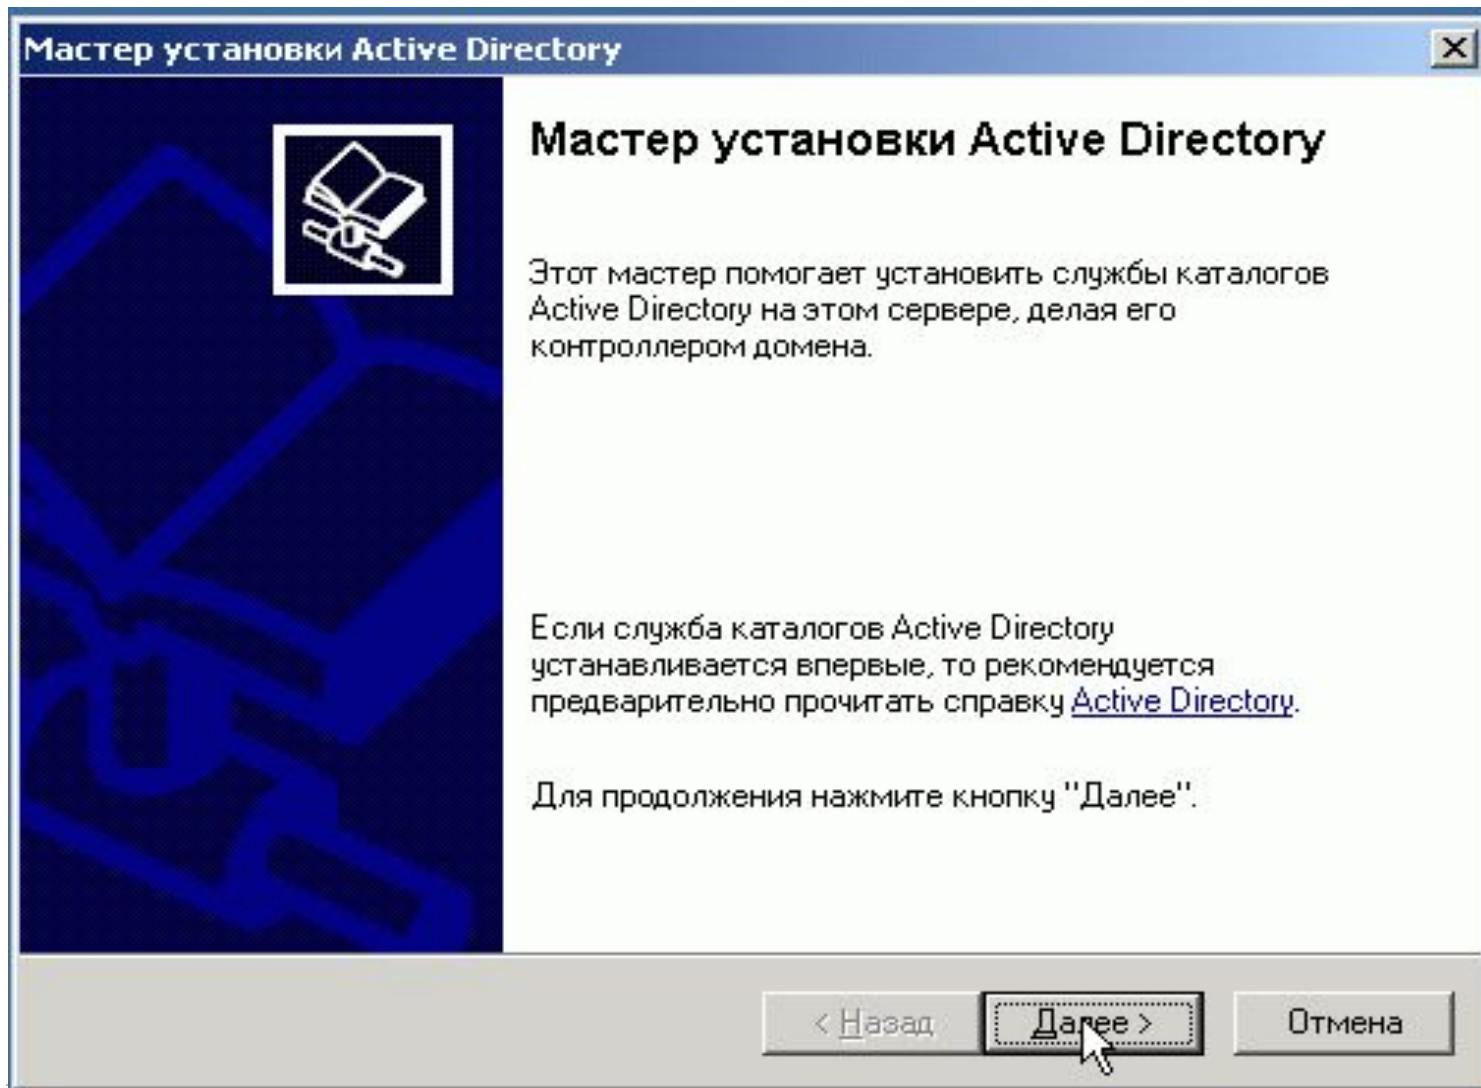 Мастер установки Active Directory
Мастер установки Active Directory
Этот мастер помогает установить службы каталогов
Active Directory на этом сервере, делая его
контроллером домена.
Если служба каталогов Active Directory
устанавливается впервые, то рекомендуется
предварительно прочитать справку Active Directory.
Для продолжения нажмите кнопку "Далее".
< Назад Далее > Отмена